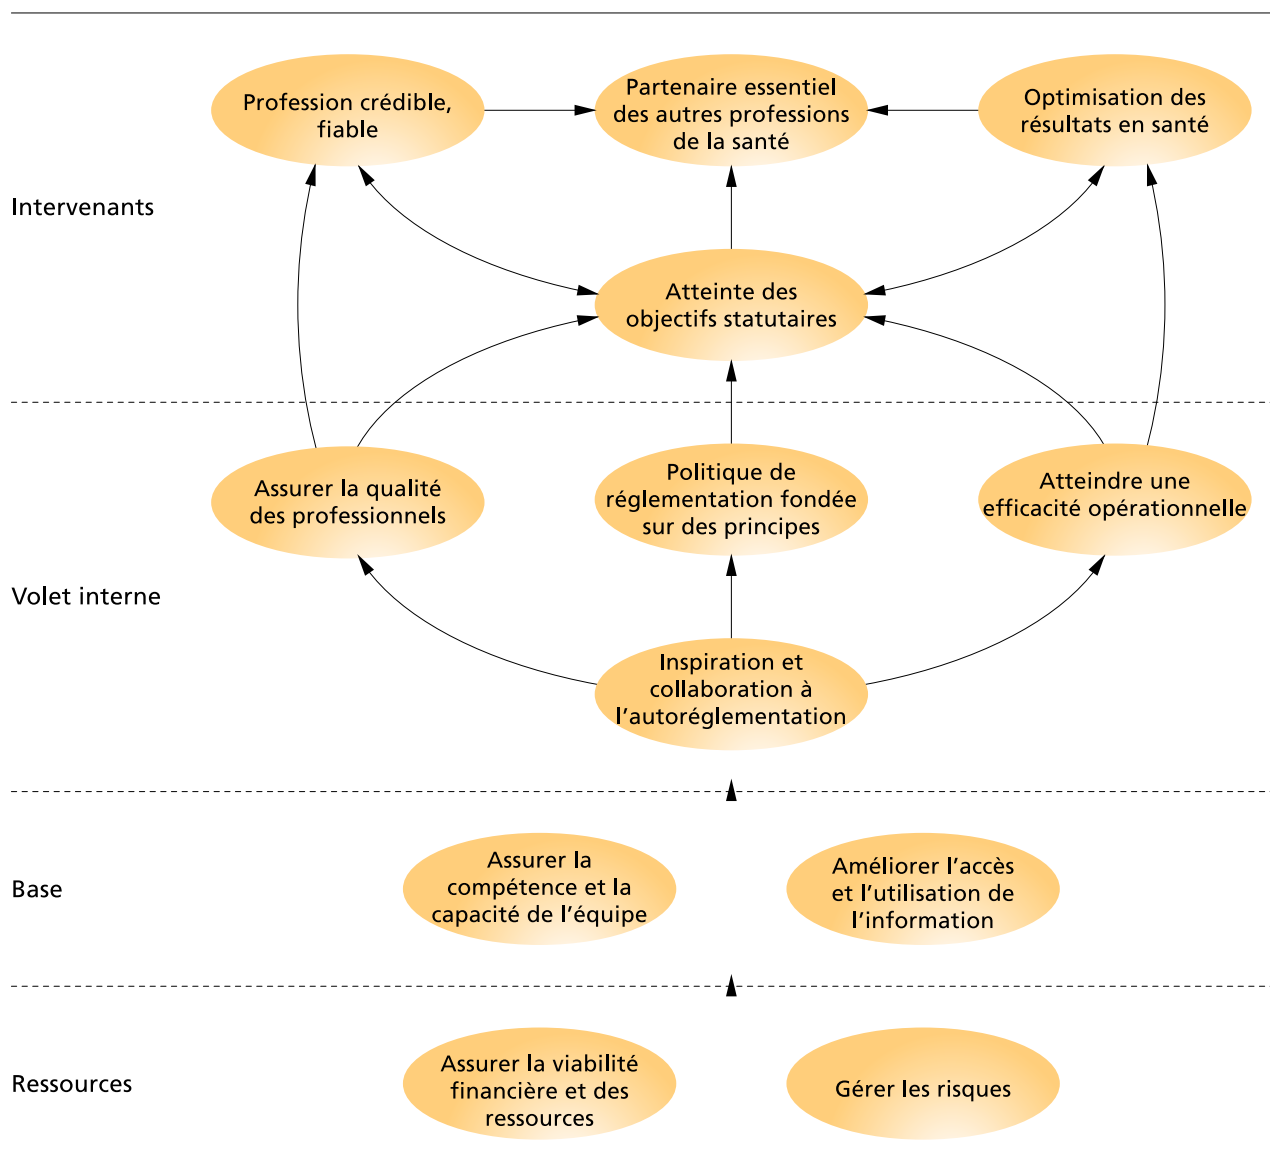 Profession crédible,
fiable
Partenaire essentiel
des autres professions
de la santé
Optimisation des
résultats en santé
Intervenants
Atteinte des
objectifs statutaires
Assurer la qualité
des professionnels
Politique de
réglementation fondée
sur des principes
Atteindre une
efficacité opérationnelle
Volet interne
Inspiration et
collaboration à
l'autoréglementation
Base
Assurer la
compétence et la
capacité de l'équipe
Améliorer l'accès
et l'utilisation de
l'information
Ressources
Assurer la viabilité
financière et des
ressources
Gérer les risques